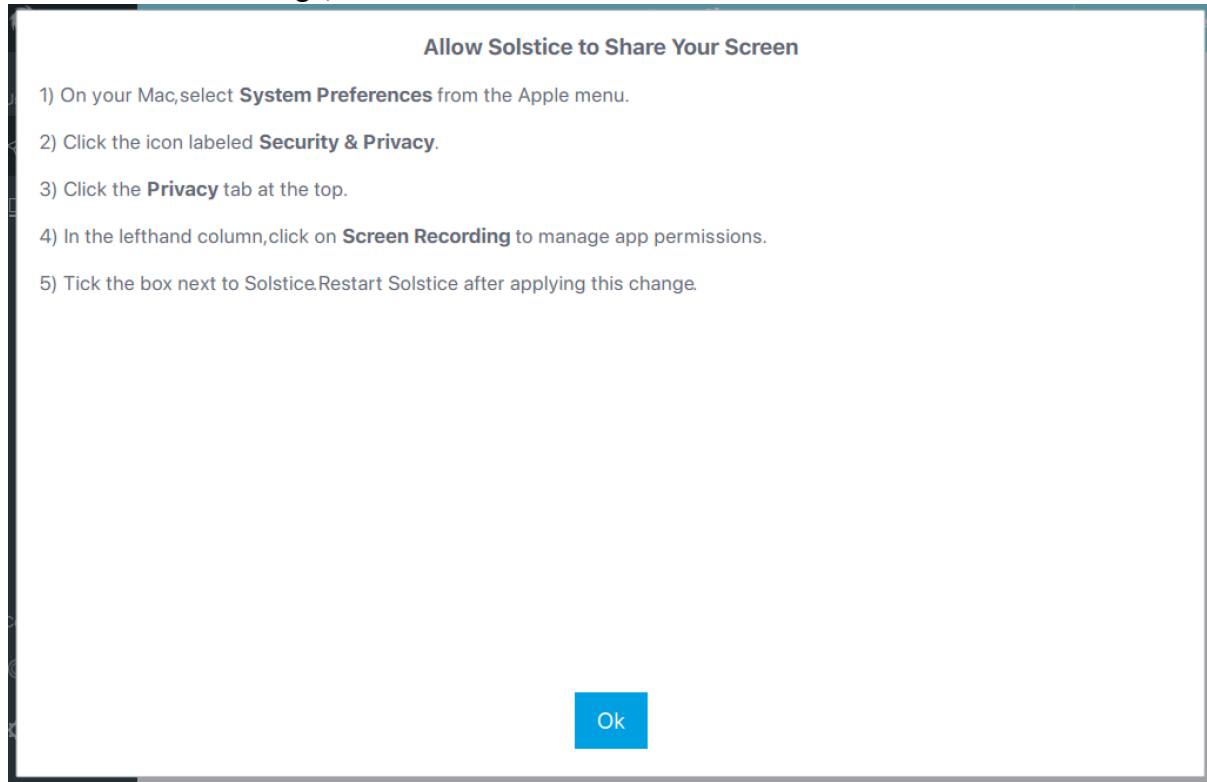 Allow Solstice to Share Your Screen
1) On your Mac,select System Preferences from the Apple menu.
2) Click the icon labeled Security & Privacy.
3) Click the Privacy tab at the top.
4) In the lefthand column,click on Screen Recording to manage app permissions.
5) Tick the box next to Solstice.Restart Solstice after applying this change.
Ok